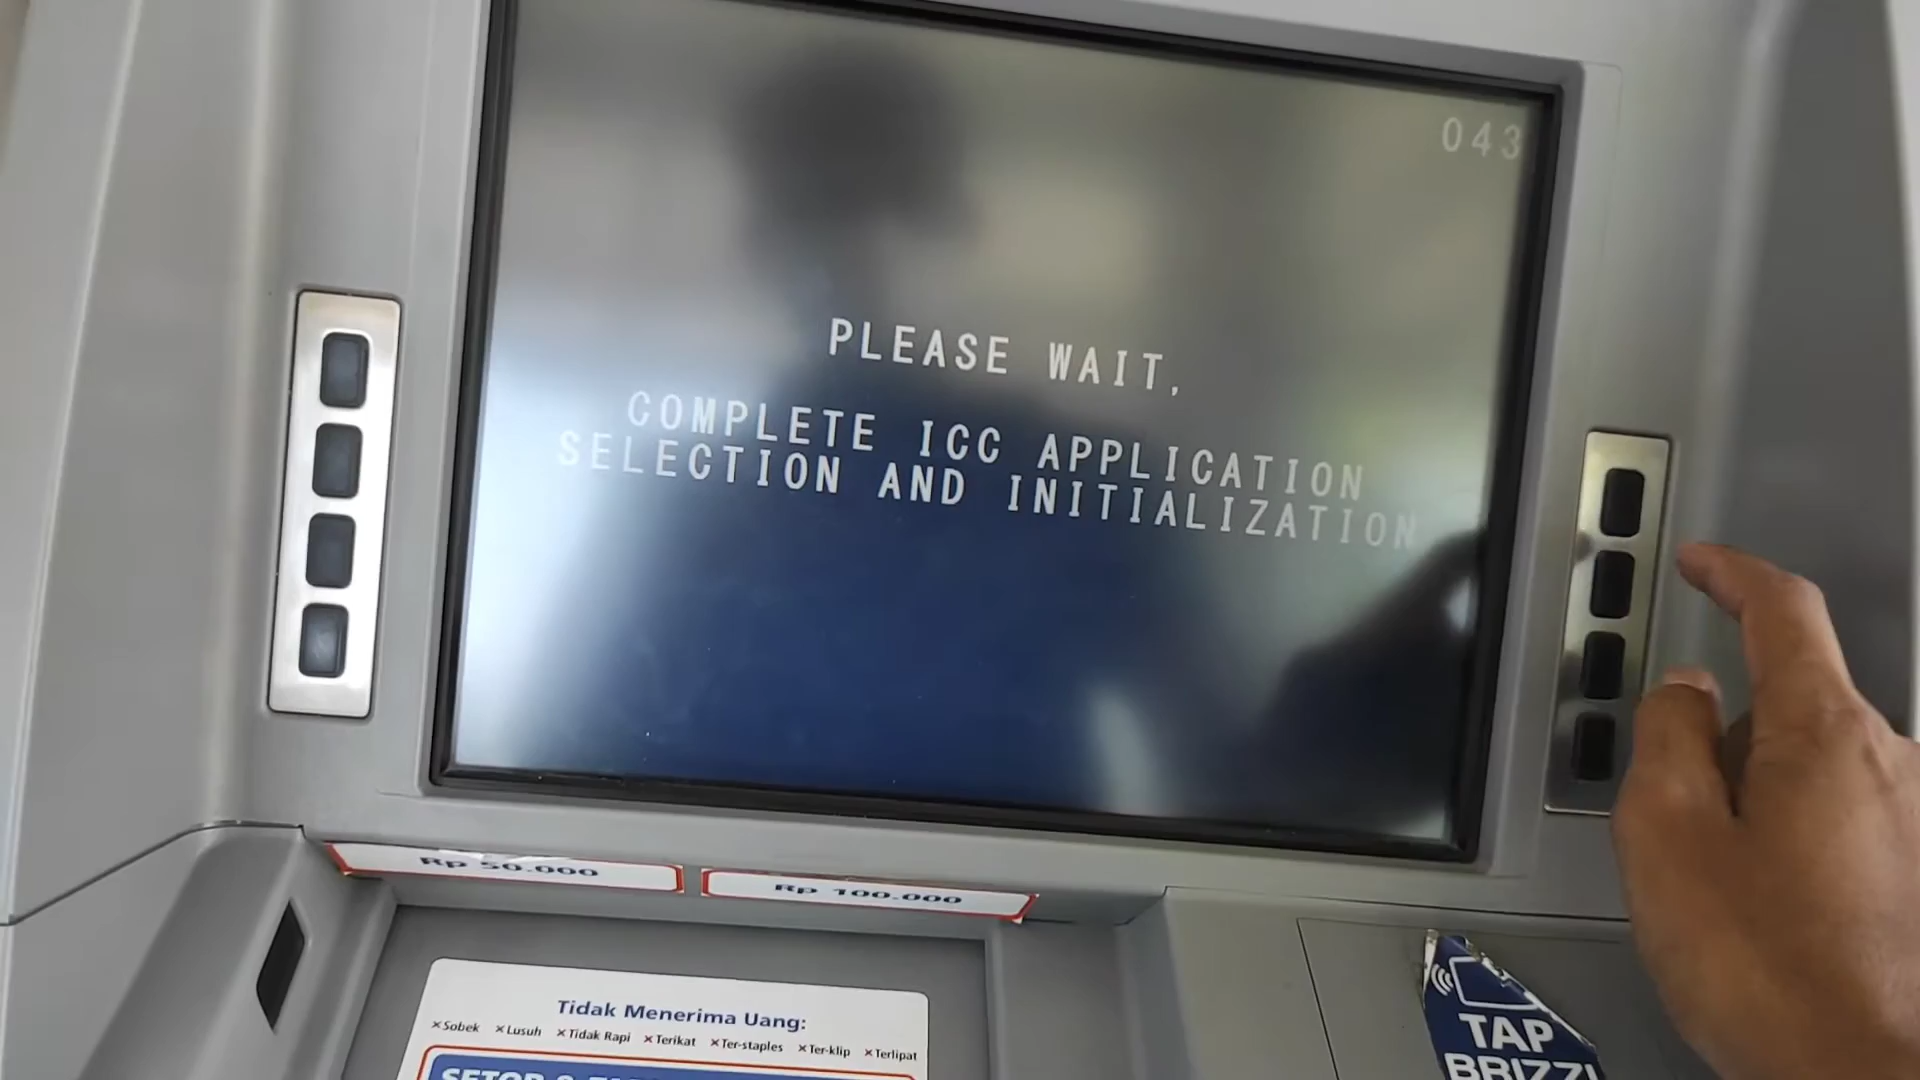 043
PLEASE WAIT,
COMPLETE ICC APPLICATION
SELECTION AND INITIALIZATION
Rp 50.000
Rp 100.000
Tidak Menerima Uang:
×Sobek ×Lusuh ×Tidak Rapi ×Terikat ×Ter-staples ×Ter-klip ×Terlipat
SETOR &
TAP
BRIZZI